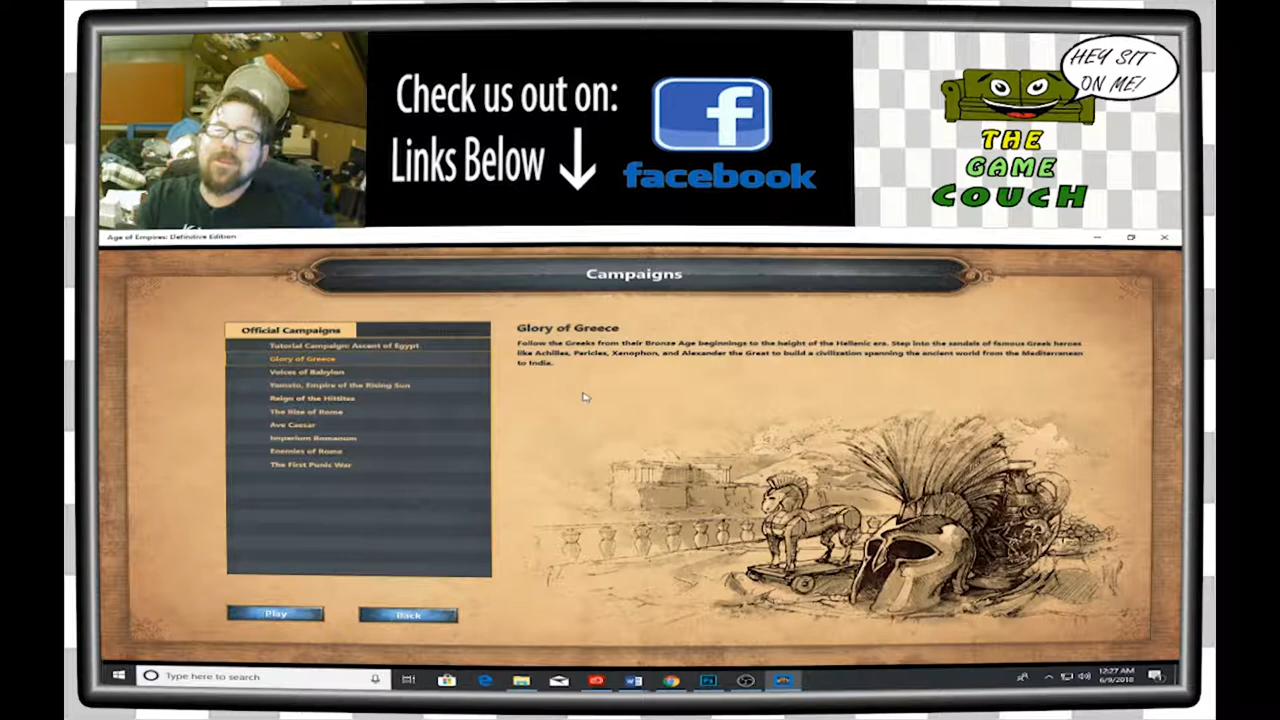 HEY SIT
ON ME!
Check us out on:
Links Below
f
facebook
THE
GAME
COUCH
Age of Empires: Definitive Edition
Campaigns
Official Campaigns
Tutorial Campaign: Ascent of Egypt
Glory of Greece
Voices of Babylon
Yamato, Empire of the Rising Sun
Reign of the Hittites
The Rise of Rome
Ave Caesar
Imperium Romanum
Enemies of Rome
The First Punic War
Glory of Greece
Follow the Greeks from their Bronze Age beginnings to the height of the Hellenic era. Step into the sandals of famous Greek heroes
like Achilles, Pericles, Xenophon, and Alexander the Great to build a civilization spanning the ancient world from the Mediterranean
to India.
Play
Back
Type here to search
12:27 AM
6/9/2018